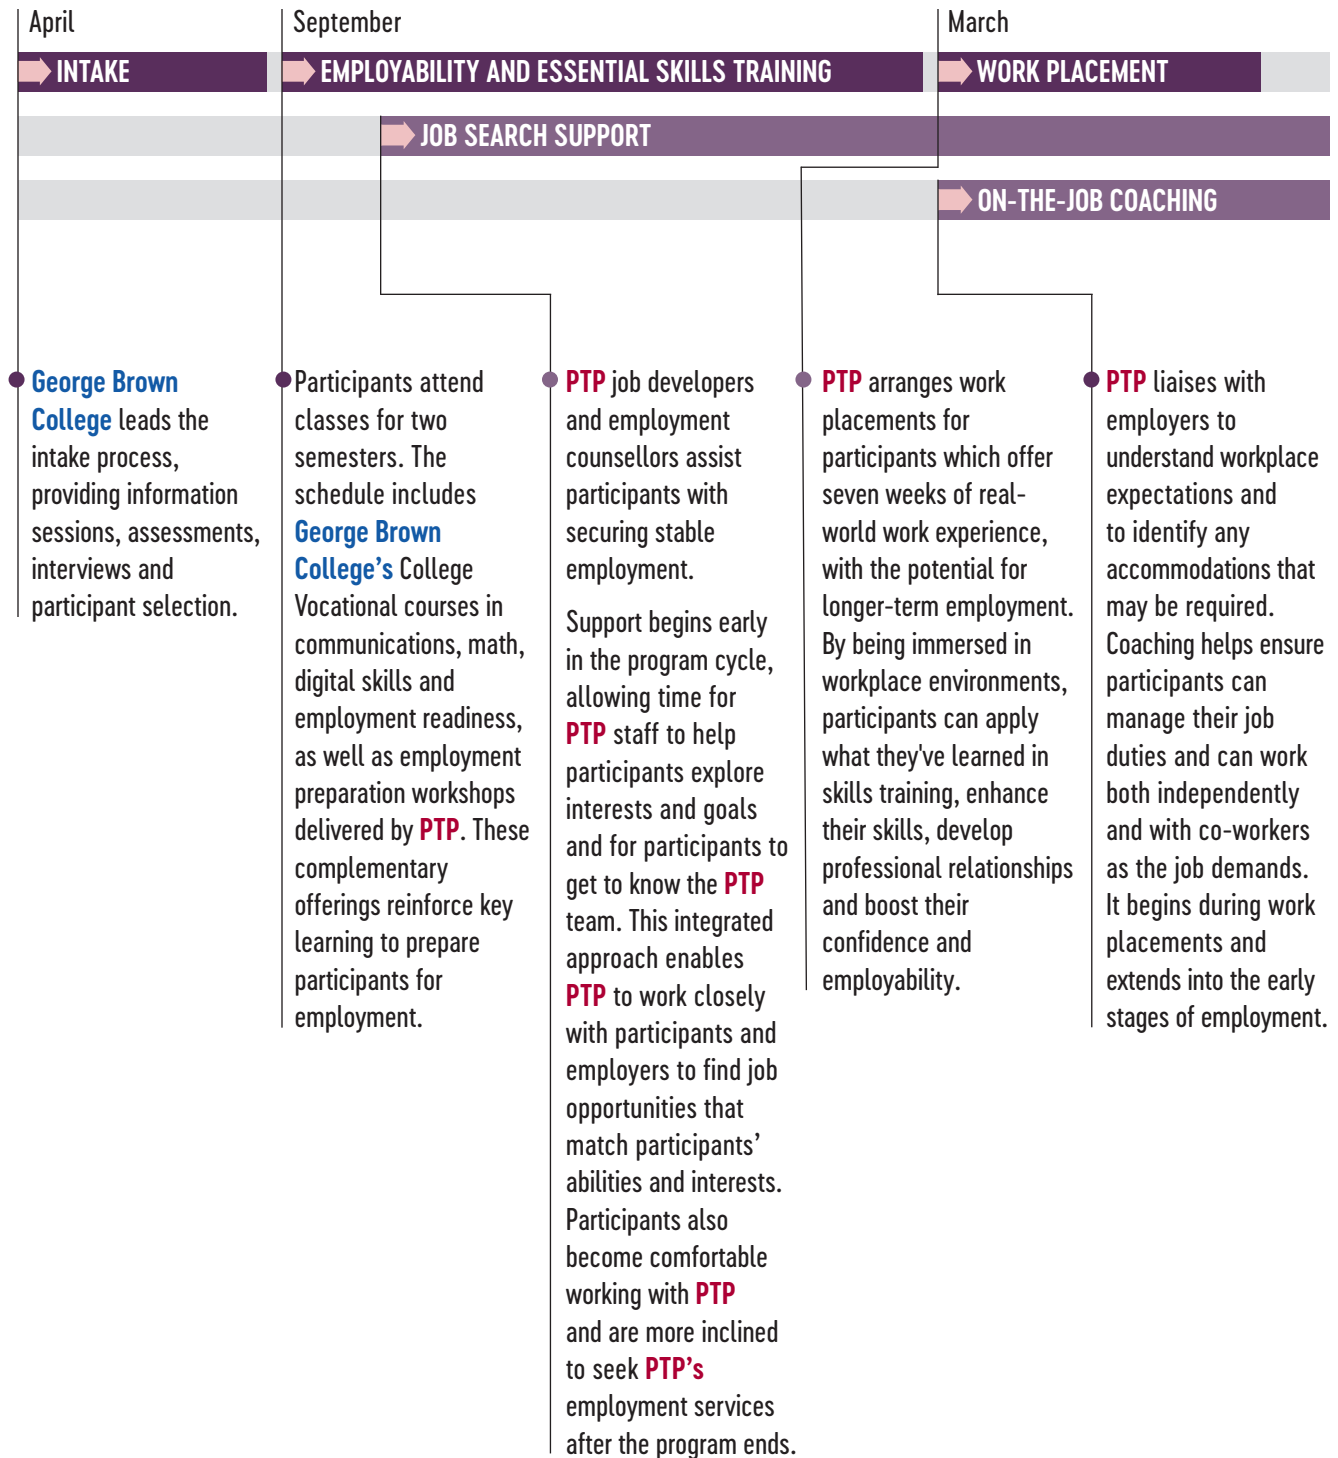 April
September
March
INTAKE
EMPLOYABILITY AND ESSENTIAL SKILLS TRAINING
WORK PLACEMENT
JOB SEARCH SUPPORT
ON-THE-JOB COACHING
George Brown
College leads the
intake process,
providing information
sessions, assessments,
interviews and
participant selection.
Participants attend
classes for two
semesters. The
schedule includes
George Brown
College’s College
Vocational courses in
communications, math,
digital skills and
employment readiness,
as well as employment
preparation workshops
delivered by PTP. These
complementary
offerings reinforce key
learning to prepare
participants for
employment.
PTP job developers
and employment
counsellors assist
participants with
securing stable
employment.
Support begins early
in the program cycle,
allowing time for
PTP staff to help
participants explore
interests and goals
and for participants to
get to know the PTP
team. This integrated
approach enables
PTP to work closely
with participants and
employers to find job
opportunities that
match participants’
abilities and interests.
Participants also
become comfortable
working with PTP
and are more inclined
to seek PTP’s
employment services
after the program ends.
PTP arranges work
placements for
participants which offer
seven weeks of real-
world work experience,
with the potential for
longer-term employment.
By being immersed in
workplace environments,
participants can apply
what they've learned in
skills training, enhance
their skills, develop
professional relationships
and boost their
confidence and
employability.
PTP liaises with
employers to
understand workplace
expectations and
to identify any
accommodations that
may be required.
Coaching helps ensure
participants can
manage their job
duties and can work
both independently
and with co-workers
as the job demands.
It begins during work
placements and
extends into the early
stages of employment.